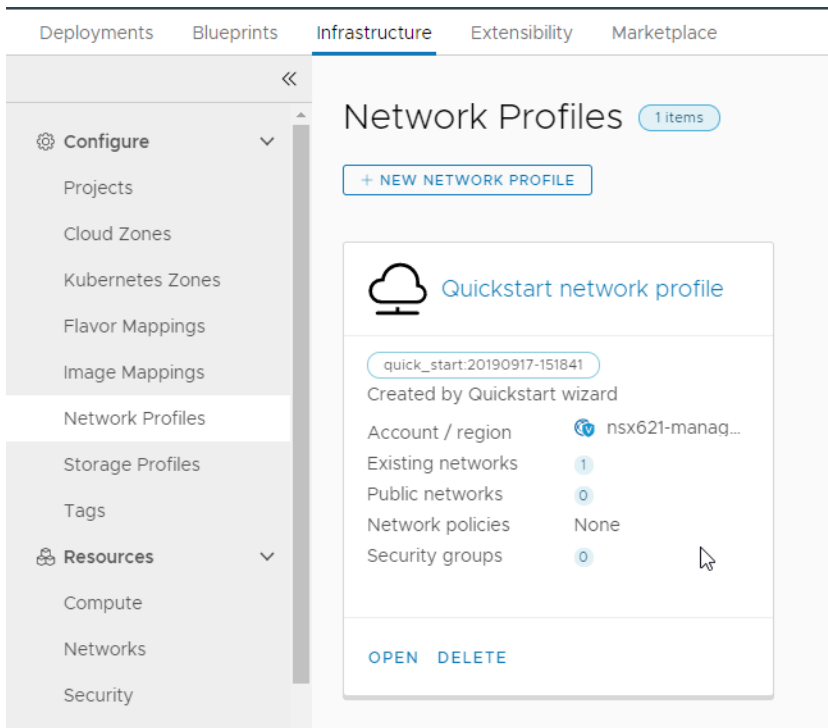 Deployments Blueprints Infrastructure Extensibility Marketplace
Configure
Projects
Cloud Zones
Kubernetes Zones
Flavor Mappings
Image Mappings
Network Profiles
Storage Profiles
Tags
Resources
Compute
Networks
Security
Network Profiles 1 items
+ NEW NETWORK PROFILE
Quickstart network profile
quick_start:20190917-151841
Created by Quickstart wizard
Account / region nsx621-manag...
Existing networks 1
Public networks 0
Network policies None
Security groups 0
OPEN DELETE